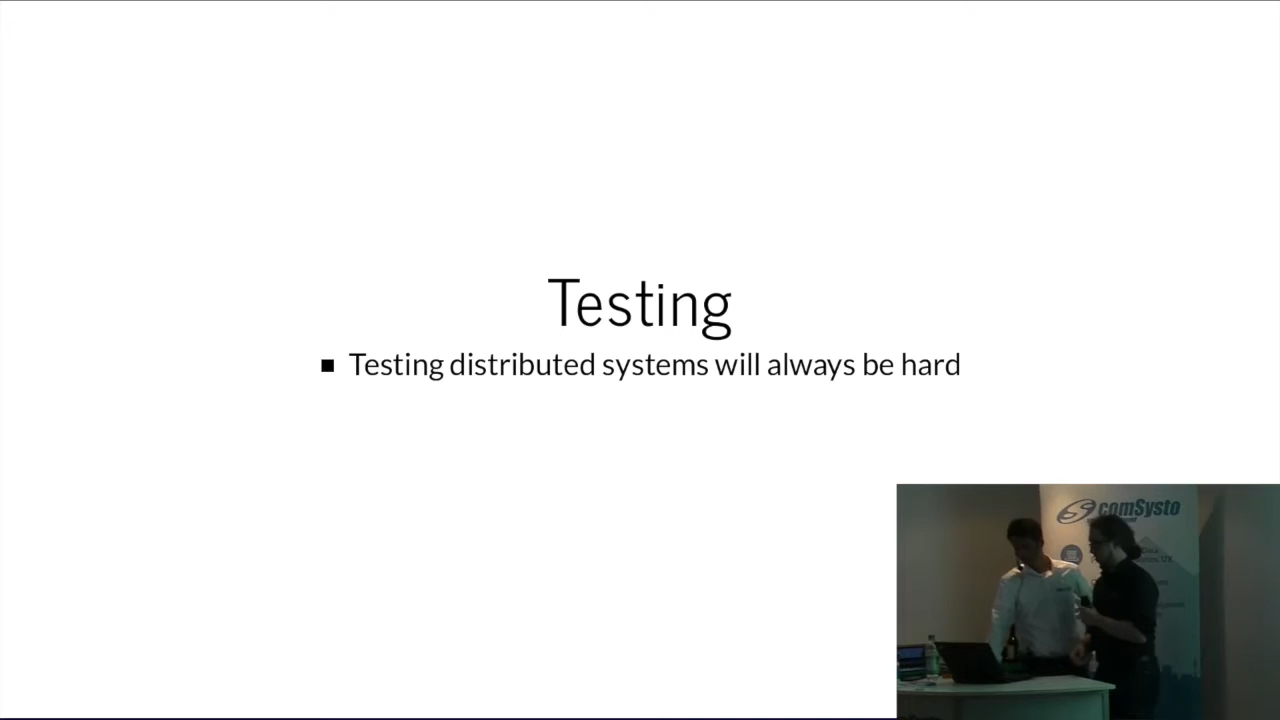 Testing
■ Testing distributed systems will always be hard
comSysto